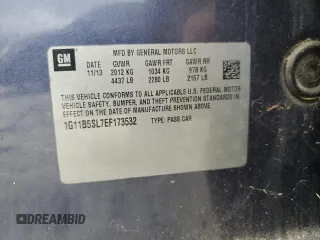 GM
MFD BY GENERAL MOTORS LLC
DATE GVWR GAWR FRT GAWR RR
11/13 2012 KG 1034 KG 978 KG
4437 LB 2280 LB 2157 LB
THIS VEHICLE CONFORMS TO ALL APPLICABLE U.S. FEDERAL MOTOR
VEHICLE SAFETY, BUMPER, AND THEFT PREVENTION STANDARDS IN
EFFECT ON THE DATE OF MANUFACTURE SHOWN ABOVE.
1G11B5SL7EF173532 TYPE: PASS CAR
DREAMBID